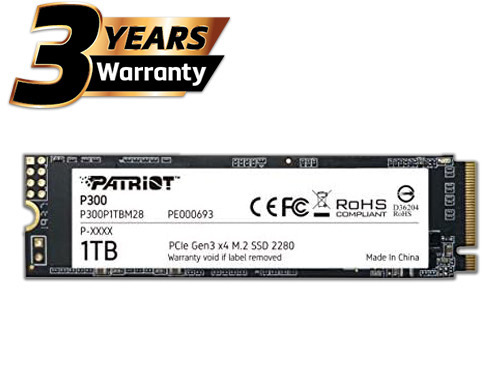 3 YEARS
Warranty
PATRIOT
P300
P300P1TBM28 PE000693
P-XXXX
1TB
CE FC RoHS
COMPLIANT
D36204
RoHS
PCIe Gen3 x4 M.2 SSD 2280
Warranty void if label removed
Made In China